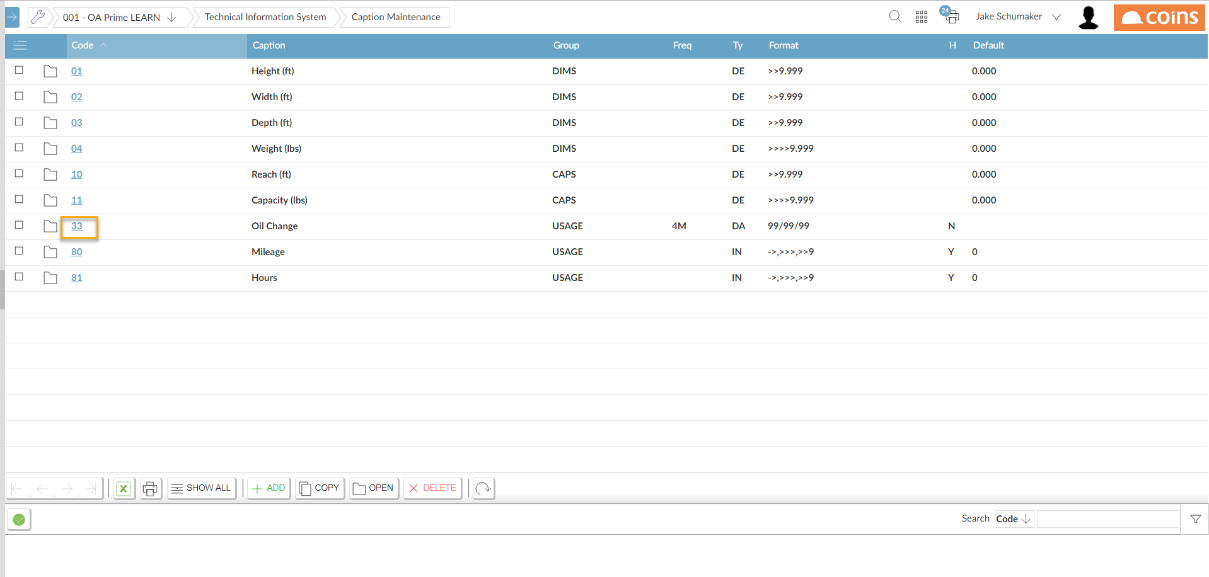 001 - OA Prime LEARN Technical Information System Caption Maintenance 24 Jake Schumaker coins
Code Caption Group Freq Ty Format H Default
01 Height (ft) DIMS DE >>9.999 0.000
02 Width (ft) DIMS DE >>9.999 0.000
03 Depth (ft) DIMS DE >>9.999 0.000
04 Weight (lbs) DIMS DE >>>>9.999 0.000
10 Reach (ft) CAPS DE >>9.999 0.000
11 Capacity (lbs) CAPS DE >>>>9.999 0.000
33 Oil Change USAGE 4M DA 99/99/99 N
80 Mileage USAGE IN ->,>>>,>>9 Y 0
81 Hours USAGE IN ->,>>>,>>9 Y 0
SHOW ALL ADD COPY OPEN DELETE
Search Code